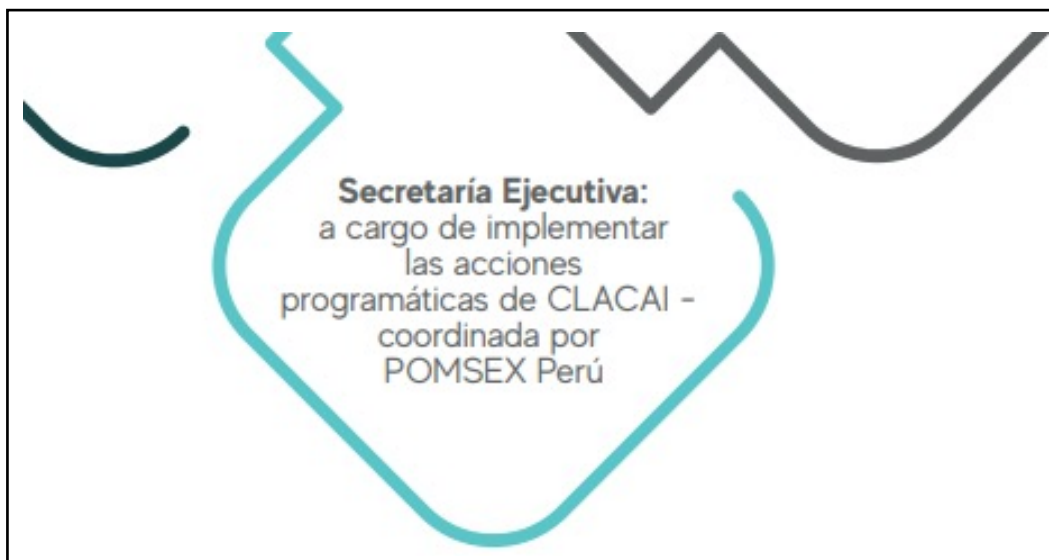 Secretaría Ejecutiva:
a cargo de implementar
las acciones
programáticas de CLACAI -
coordinada por
POMSEX Perú